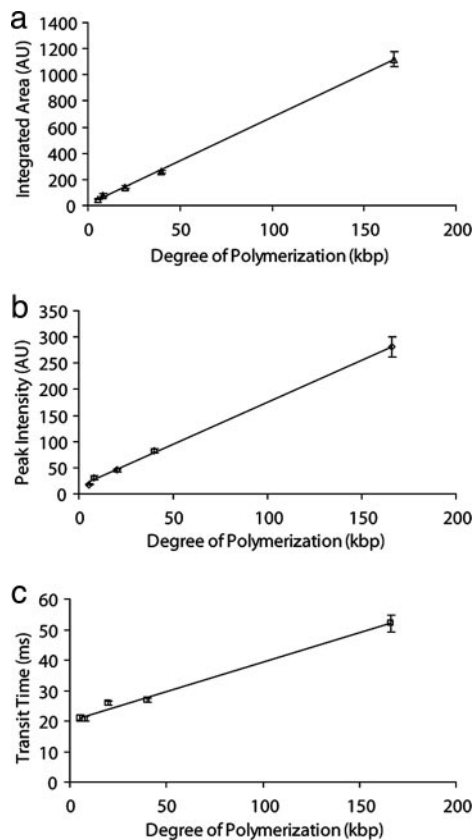 a
1400
1200
1000
800
600
400
200
0
Integrated Area (AU)
0 50 100 150 200
Degree of Polymerization (kbp)
b
350
300
250
200
150
100
50
0
Peak Intensity (AU)
0 50 100 150 200
Degree of Polymerization (kbp)
c
60
50
40
30
20
10
0
Transit Time (ms)
0 50 100 150 200
Degree of Polymerization (kbp)